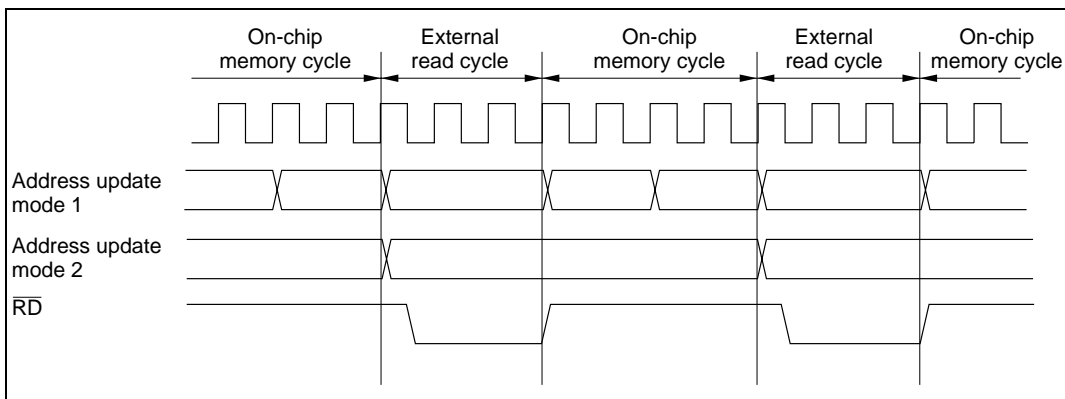 On-chip
memory cycle
External
read cycle
On-chip
memory cycle
External
read cycle
On-chip
memory cycle
Address update
mode 1
Address update
mode 2
R̅D̅